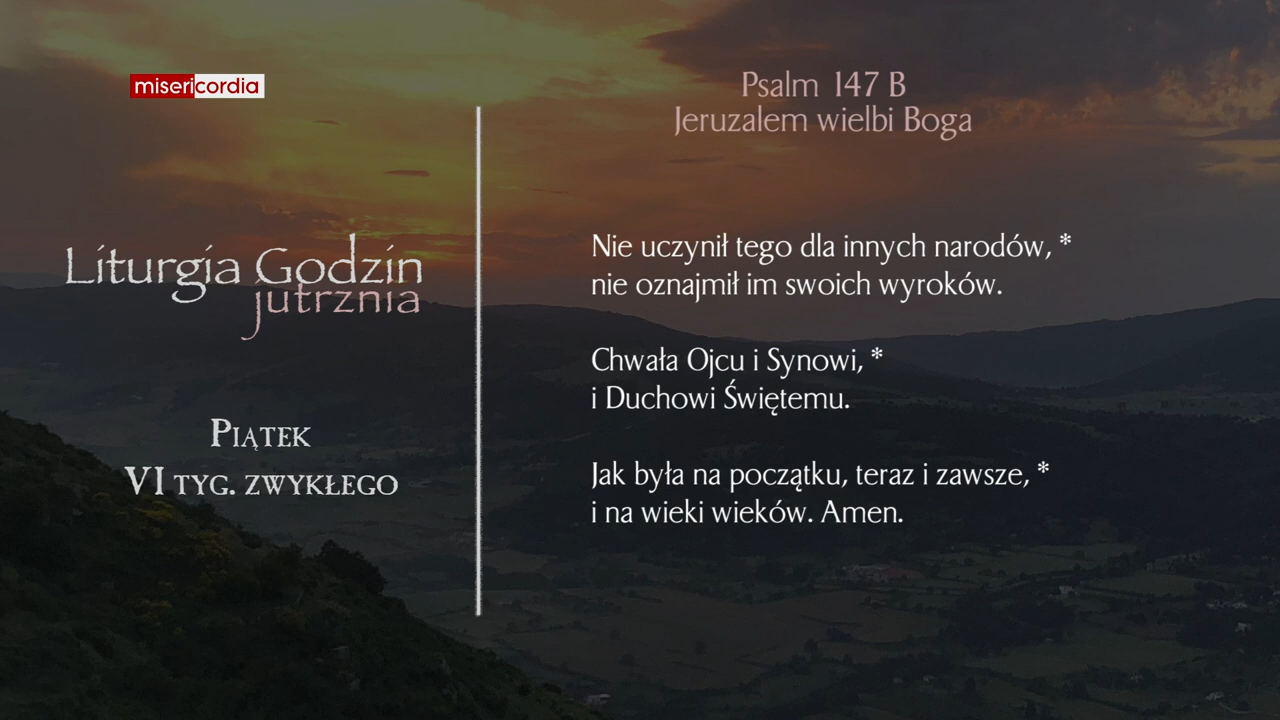 misericordia
Liturgia Godzin
jutrznia
Piątek
VI tyg. zwykłego
Psalm 147 B
Jeruzalem wielbi Boga
Nie uczynił tego dla innych narodów, *
nie oznajmił im swoich wyroków.
Chwała Ojcu i Synowi, *
i Duchowi Świętemu.
Jak była na początku, teraz i zawsze, *
i na wieki wieków. Amen.